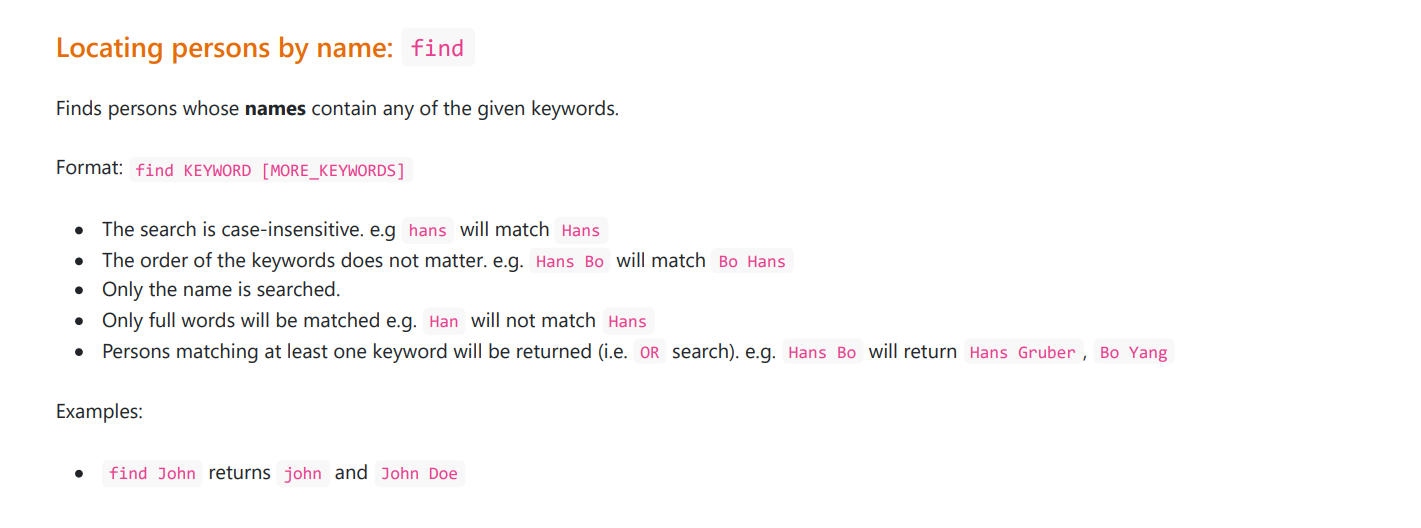 Locating persons by name: find
Finds persons whose names contain any of the given keywords.
Format: find KEYWORD [MORE_KEYWORDS]
• The search is case-insensitive. e.g hans will match Hans
• The order of the keywords does not matter. e.g. Hans Bo will match Bo Hans
• Only the name is searched.
• Only full words will be matched e.g. Han will not match Hans
• Persons matching at least one keyword will be returned (i.e. OR search). e.g. Hans Bo will return Hans Gruber, Bo Yang
Examples:
• find John returns john and John Doe